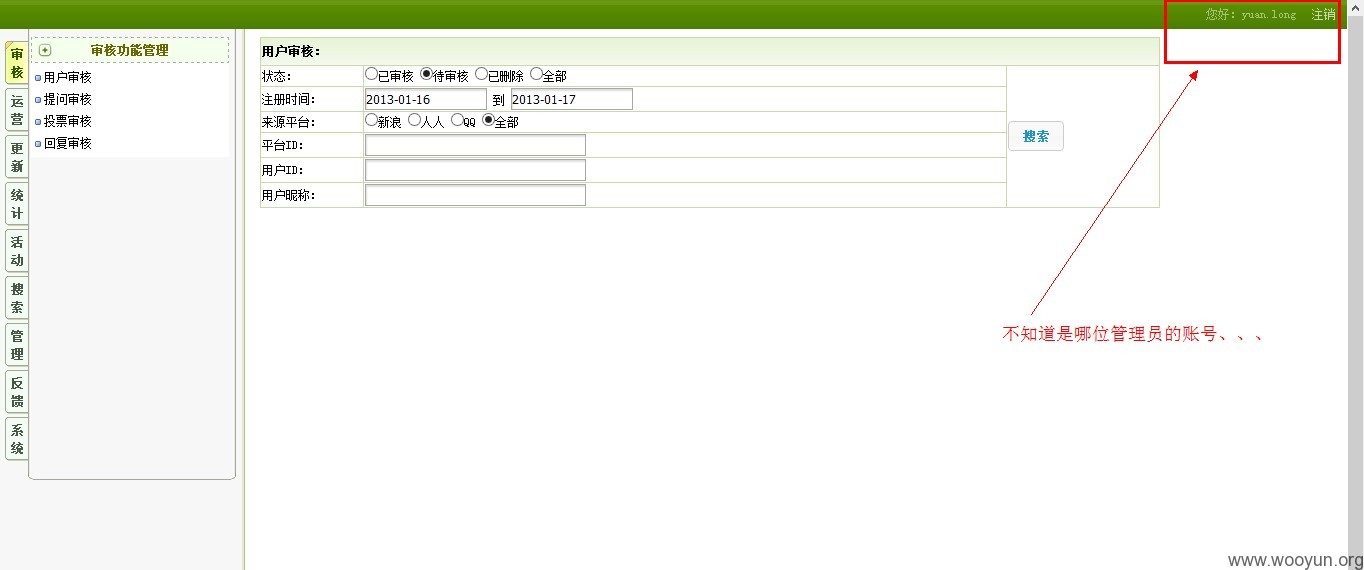 您好：yuan.long 注销
审核
运营
更新
统计
活动
搜索
管理
反馈
系统
审核功能管理
用户审核
提问审核
投票审核
回复审核
用户审核：
状态： 已审核 待审核 已删除 全部
注册时间： 2013-01-16 到 2013-01-17
来源平台： 新浪 人人 QQ 全部
平台ID：
用户ID：
用户昵称：
搜索
不知道是哪位管理员的账号、、、
www.wooyun.org